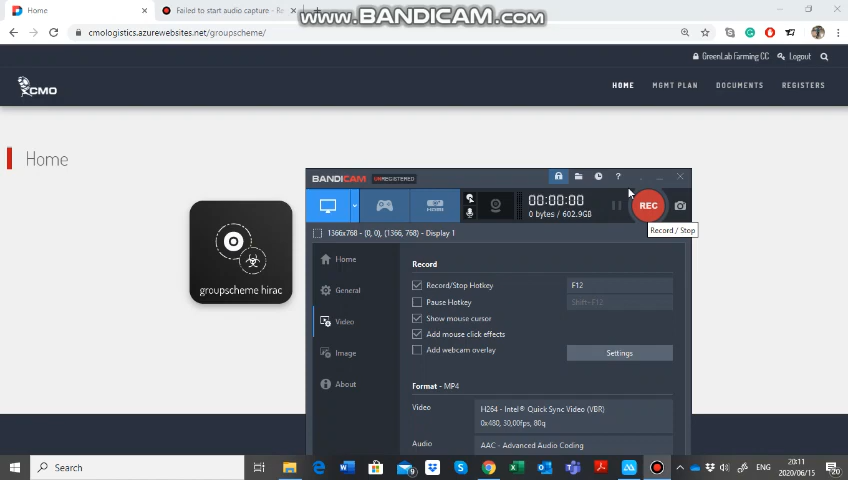 Home
Failed to start audio capture - Re
www.BANDICAM.com
cmologistics.azurewebsites.net/groupscheme/
GreenLab Farming CC
Logout
CMO
HOME
MGMT PLAN
DOCUMENTS
REGISTERS
Home
groupscheme hirac
BANDICAM UNREGISTERED
HDMI
00:00:00
0 bytes / 602.9GB
REC
Record / Stop
1366x768 - (0, 0), (1366, 768) - Display 1
Home
General
Video
Image
About
Record
Record/Stop Hotkey
F12
Pause Hotkey
Shift+F12
Show mouse cursor
Add mouse click effects
Add webcam overlay
Settings
Format - MP4
Video
H264 - Intel® Quick Sync Video (VBR)
0x480, 30,00fps, 80q
Audio
AAC - Advanced Audio Coding
Search
9
ENG
20:11
2020/06/15
20